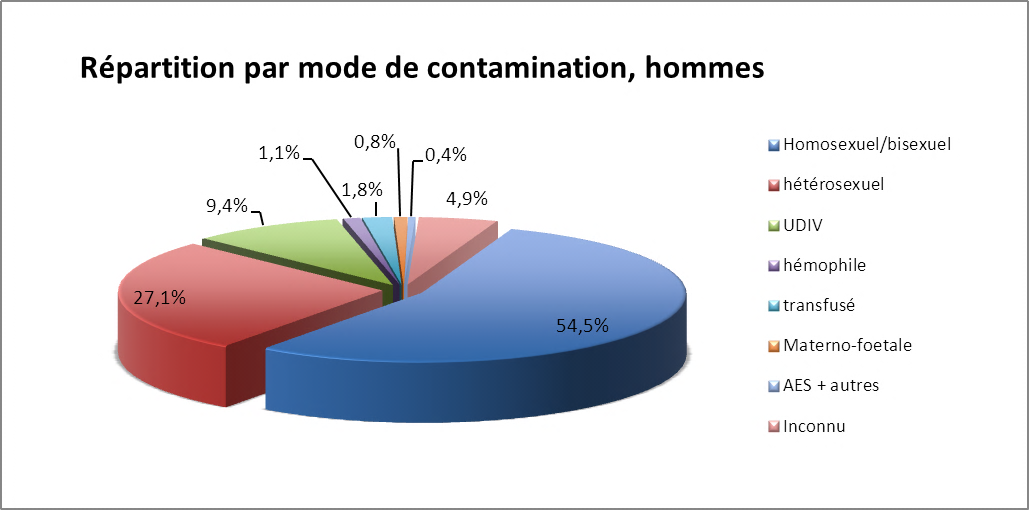 Répartition par mode de contamination, hommes
0,8%
1,1%
0,4%
1,8%
4,9%
9,4%
27,1%
54,5%
Homosexuel/bisexuel
hétérosexuel
UDIV
hémophile
transfusé
Materno-foetale
AES + autres
Inconnu